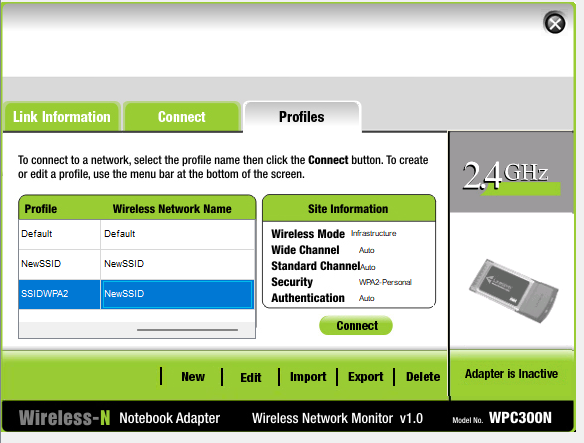 Link Information
Connect
Profiles
To connect to a network, select the profile name then click the Connect button. To create
or edit a profile, use the menu bar at the bottom of the screen.
2.4GHz
Profile Wireless Network Name
Default Default
NewSSID NewSSID
SSIDWPA2 NewSSID
Site Information
Wireless Mode Infrastructure
Wide Channel Auto
Standard Channel Auto
Security WPA2-Personal
Authentication Auto
Connect
New
Edit
Import
Export
Delete
Adapter is Inactive
Wireless-N Notebook Adapter
Wireless Network Monitor v1.0
Model No. WPC300N